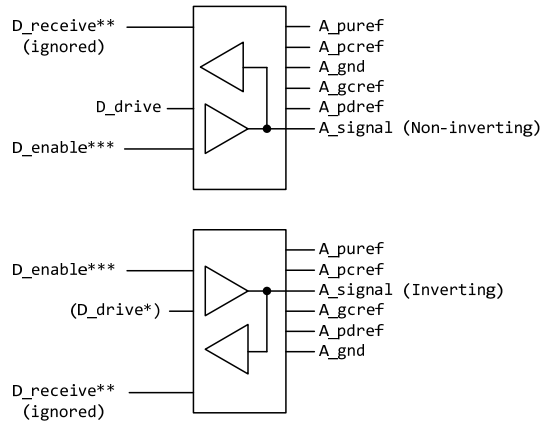 D_receive** A_puref
(ignored) A_pcref
A_gnd
A_gcref
D_drive A_pdref
A_signal (Non-inverting)
D_enable***
A_puref
D_enable*** A_pcref
A_signal (Inverting)
(D_drive*) A_gcref
A_pdref
A_gnd
D_receive**
(ignored)